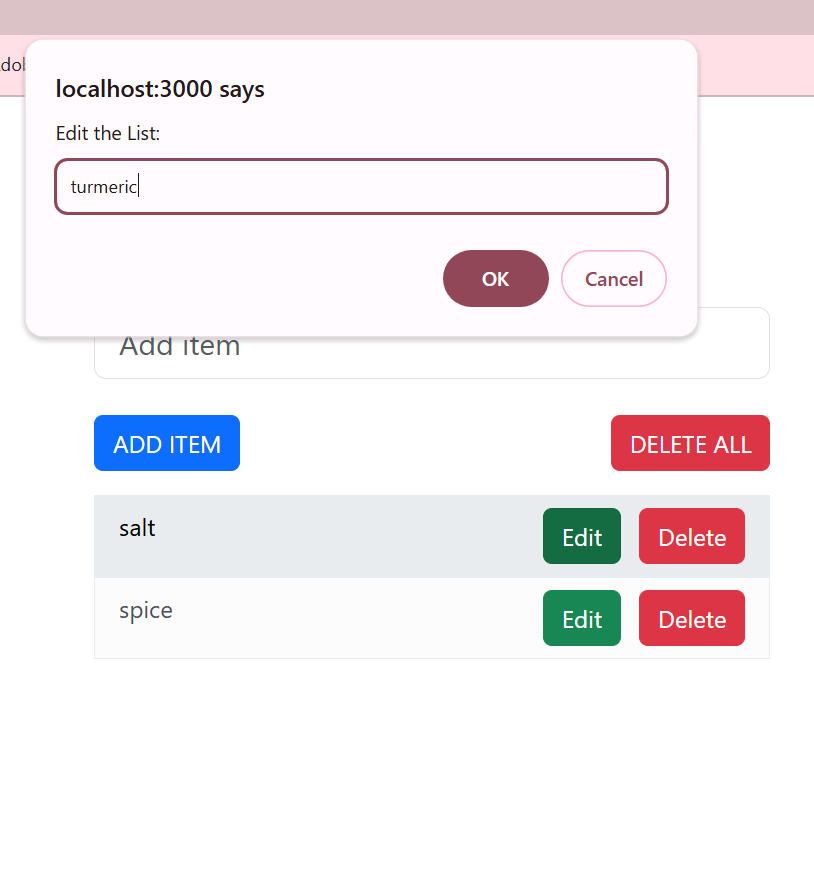 localhost:3000 says
Edit the List:
turmeric
OK Cancel
Add item
ADD ITEM DELETE ALL
salt Edit Delete
spice Edit Delete